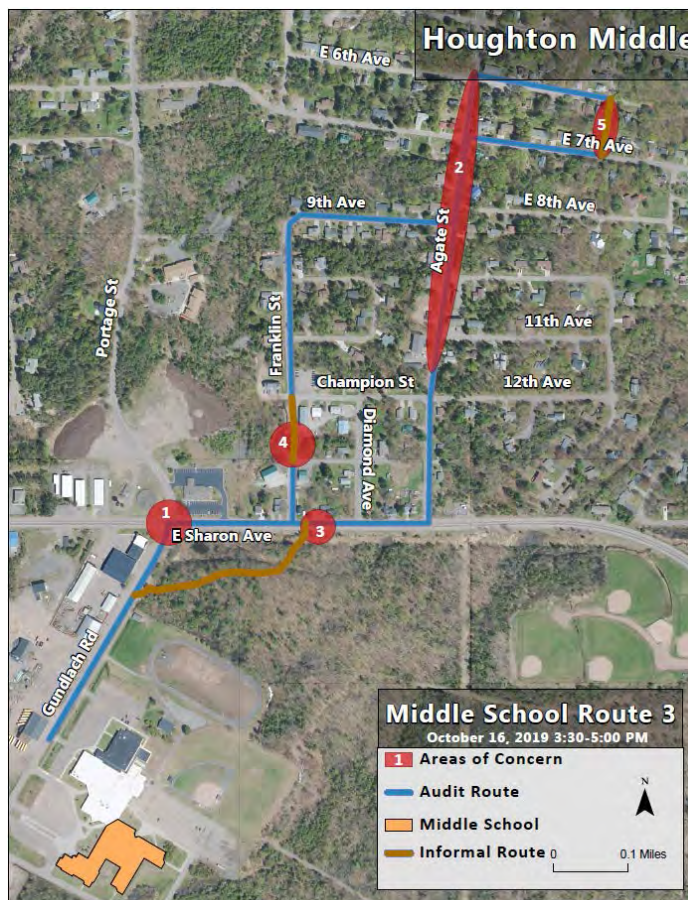 Houghton Middle
E 6th Ave
5
E 7th Ave
2
9th Ave
E 8th Ave
Agate St
Portage St
Franklin St
11th Ave
Champion St
12th Ave
Diamond Ave
4
1
E Sharon Ave
3
Gundlach Rd
Middle School Route 3
October 16, 2019 3:30-5:00 PM
1 Areas of Concern
Audit Route
N
Middle School
Informal Route
0 0.1 Miles